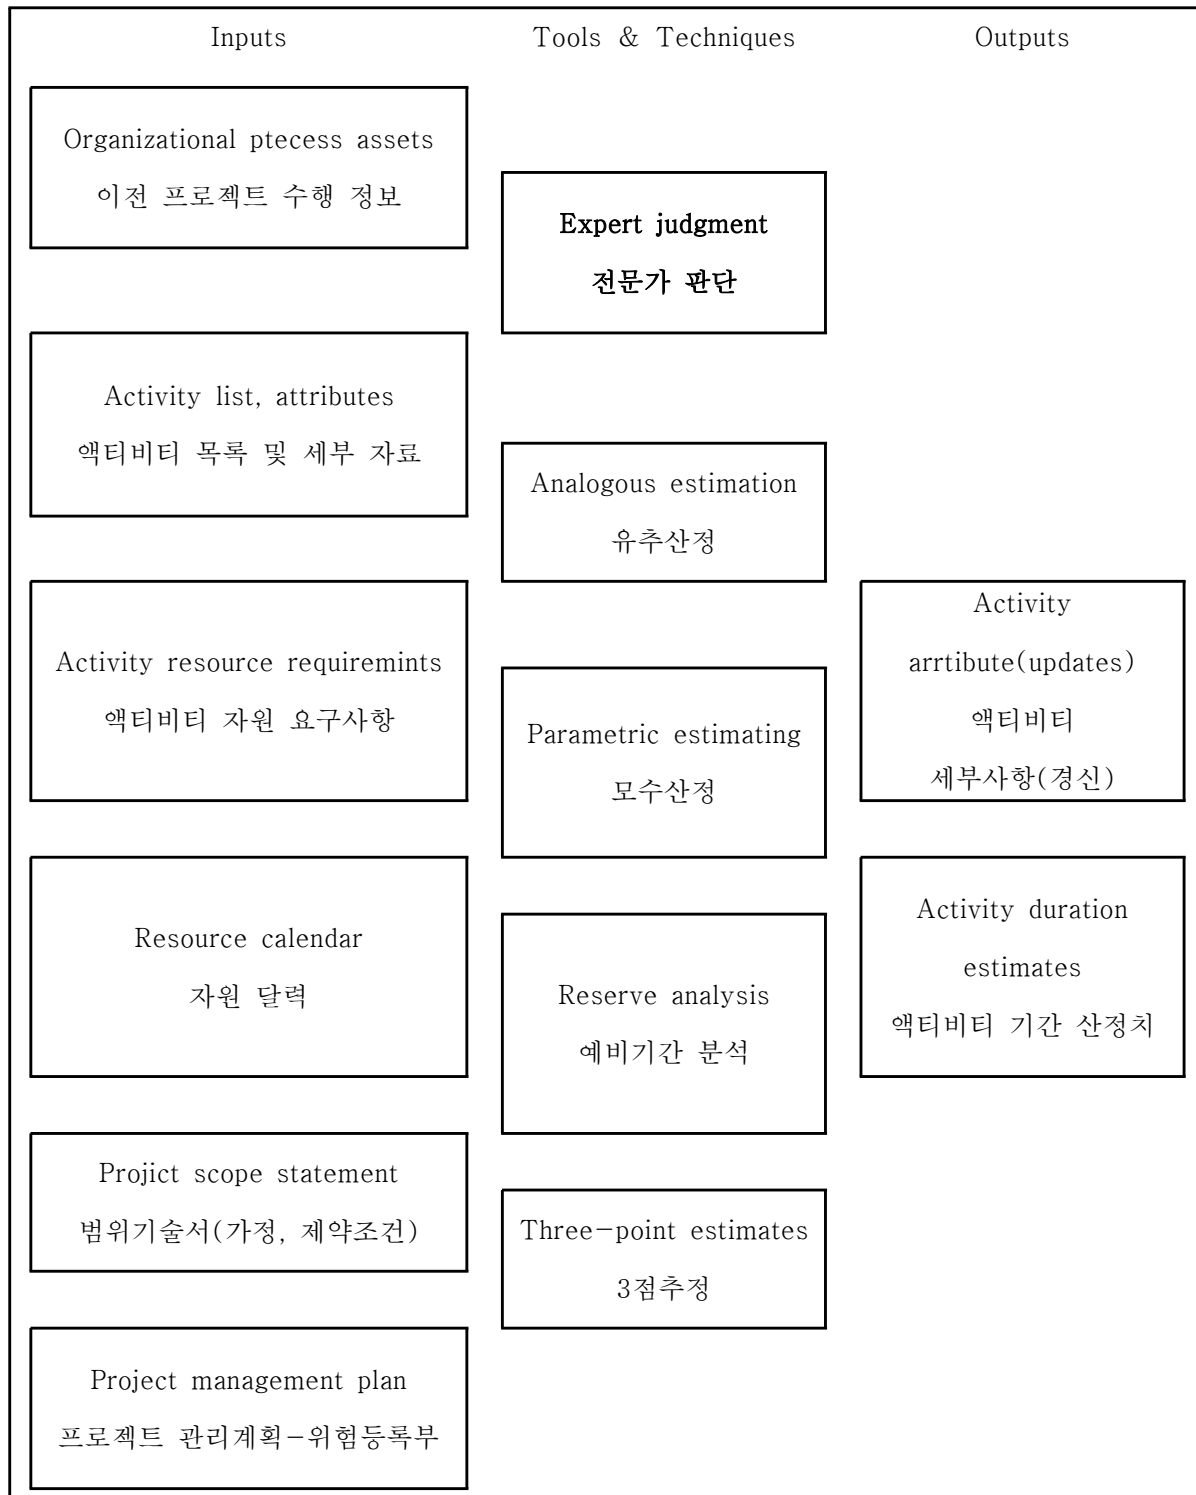 Inputs
Tools & Techniques
Outputs
Organizational ptecess assets
이전 프로젝트 수행 정보
Activity list, attributes
액티비티 목록 및 세부 자료
Activity resource requiremints
액티비티 자원 요구사항
Resource calendar
자원 달력
Projict scope statement
범위기술서(가정, 제약조건)
Project management plan
프로젝트 관리계획-위험등록부
Expert judgment
전문가 판단
Analogous estimation
유추산정
Parametric estimating
모수산정
Reserve analysis
예비기간 분석
Three-point estimates
3점추정
Activity
arrtibute(updates)
액티비티
세부사항(경신)
Activity duration
estimates
액티비티 기간 산정치